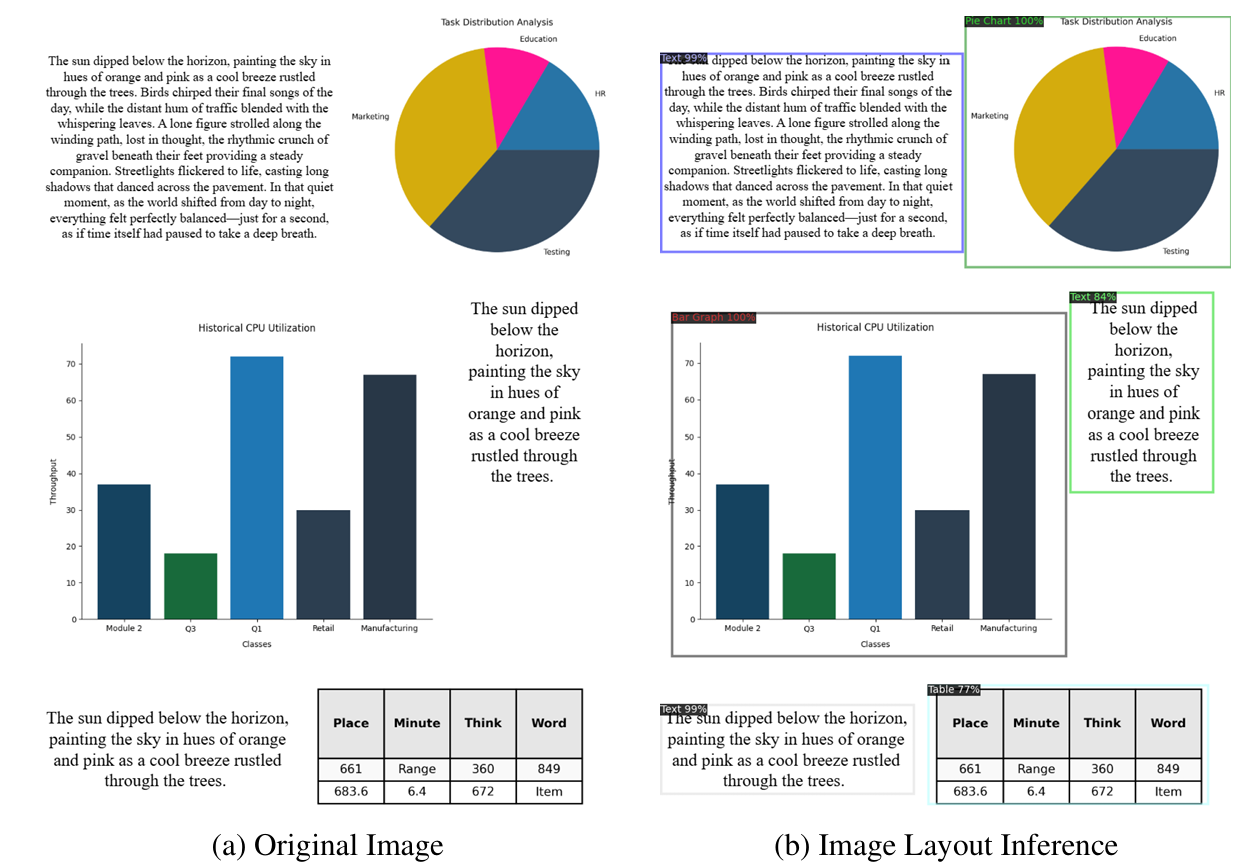 Task Distribution Analysis
Education
HR
Marketing
Testing
The sun dipped below the horizon, painting the sky in
hues of orange and pink as a cool breeze rustled
through the trees. Birds chirped their final songs of the
day, while the distant hum of traffic blended with the
whispering leaves. A lone figure strolled along the
winding path, lost in thought, the rhythmic crunch of
gravel beneath their feet providing a steady
companion. Streetlights flickered to life, casting long
shadows that danced across the pavement. In that quiet
moment, as the world shifted from day to night,
everything felt perfectly balanced—just for a second,
as if time itself had paused to take a deep breath.
Historical CPU Utilization
Throughput
70
60
50
40
30
20
10
0
Module 2 Q3 Q1 Retail Manufacturing
Classes
The sun dipped
below the
horizon,
painting the sky
in hues of
orange and pink
as a cool breeze
rustled through
the trees.
The sun dipped below the horizon,
painting the sky in hues of orange
and pink as a cool breeze rustled
through the trees.
Place Minute Think Word
661 Range 360 849
683.6 6.4 672 Item
(a) Original Image
Text 99%
The sun dipped below the horizon, painting the sky in
hues of orange and pink as a cool breeze rustled
through the trees. Birds chirped their final songs of the
day, while the distant hum of traffic blended with the
whispering leaves. A lone figure strolled along the
winding path, lost in thought, the rhythmic crunch of
gravel beneath their feet providing a steady
companion. Streetlights flickered to life, casting long
shadows that danced across the pavement. In that quiet
moment, as the world shifted from day to night,
everything felt perfectly balanced—just for a second,
as if time itself had paused to take a deep breath.
Pie Chart 100%
Task Distribution Analysis
Education
HR
Marketing
Testing
Bar Graph 100%
Historical CPU Utilization
Throughput
70
60
50
40
30
20
10
0
Module 2 Q3 Q1 Retail Manufacturing
Classes
Text 84%
The sun dipped
below the
horizon,
painting the sky
in hues of
orange and pink
as a cool breeze
rustled through
the trees.
Text 99%
The sun dipped below the horizon,
painting the sky in hues of orange
and pink as a cool breeze rustled
through the trees.
Table 77%
Place Minute Think Word
661 Range 360 849
683.6 6.4 672 Item
(b) Image Layout Inference